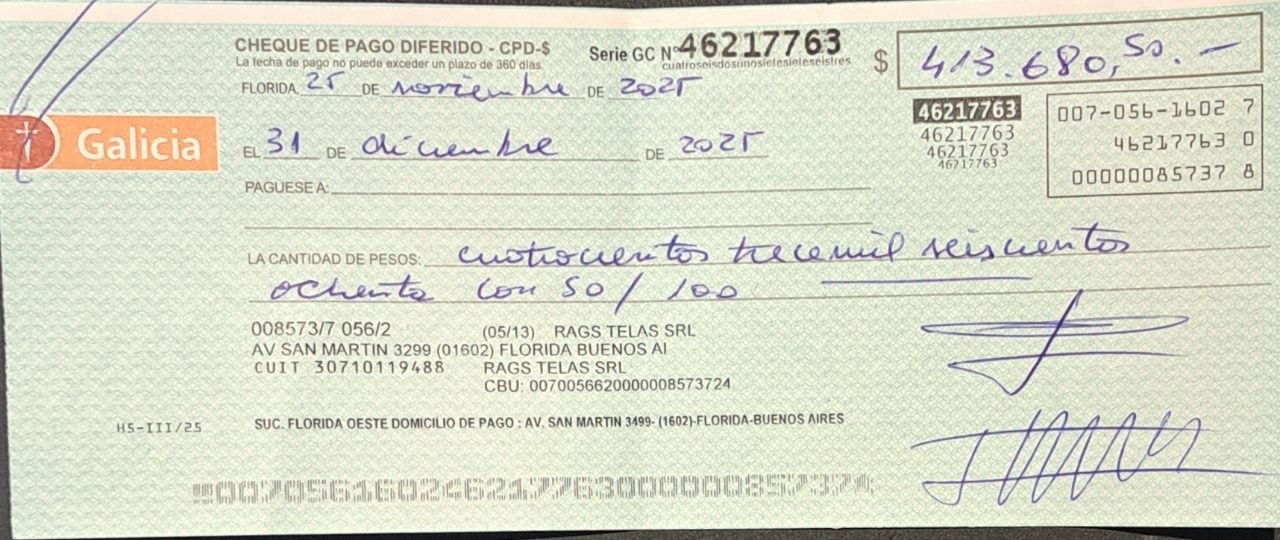 CHEQUE DE PAGO DIFERIDO - CPD-$
La fecha de pago no puede exceder un plazo de 360 días.
Serie GC Nº 46217763
cuatroseisdosunosietesieteseistres
$ 413.680,50.-
FLORIDA, 25 DE noviembre DE 2025
Galicia
EL 31 DE diciembre DE 2025
46217763
46217763
46217763
46217763
007-056-1602 7
46217763 0
00000085737 8
PAGUESE A:
LA CANTIDAD DE PESOS: cuatrocientos trece mil seiscientos
ochenta con 50/100
008573/7 056/2 (05/13) RAGS TELAS SRL
AV SAN MARTIN 3299 (01602) FLORIDA BUENOS AI
CUIT 30710119488 RAGS TELAS SRL
CBU: 0070056620000008573724
HS-III/25
SUC. FLORIDA OESTE DOMICILIO DE PAGO : AV. SAN MARTIN 3499- (1602)-FLORIDA-BUENOS AIRES